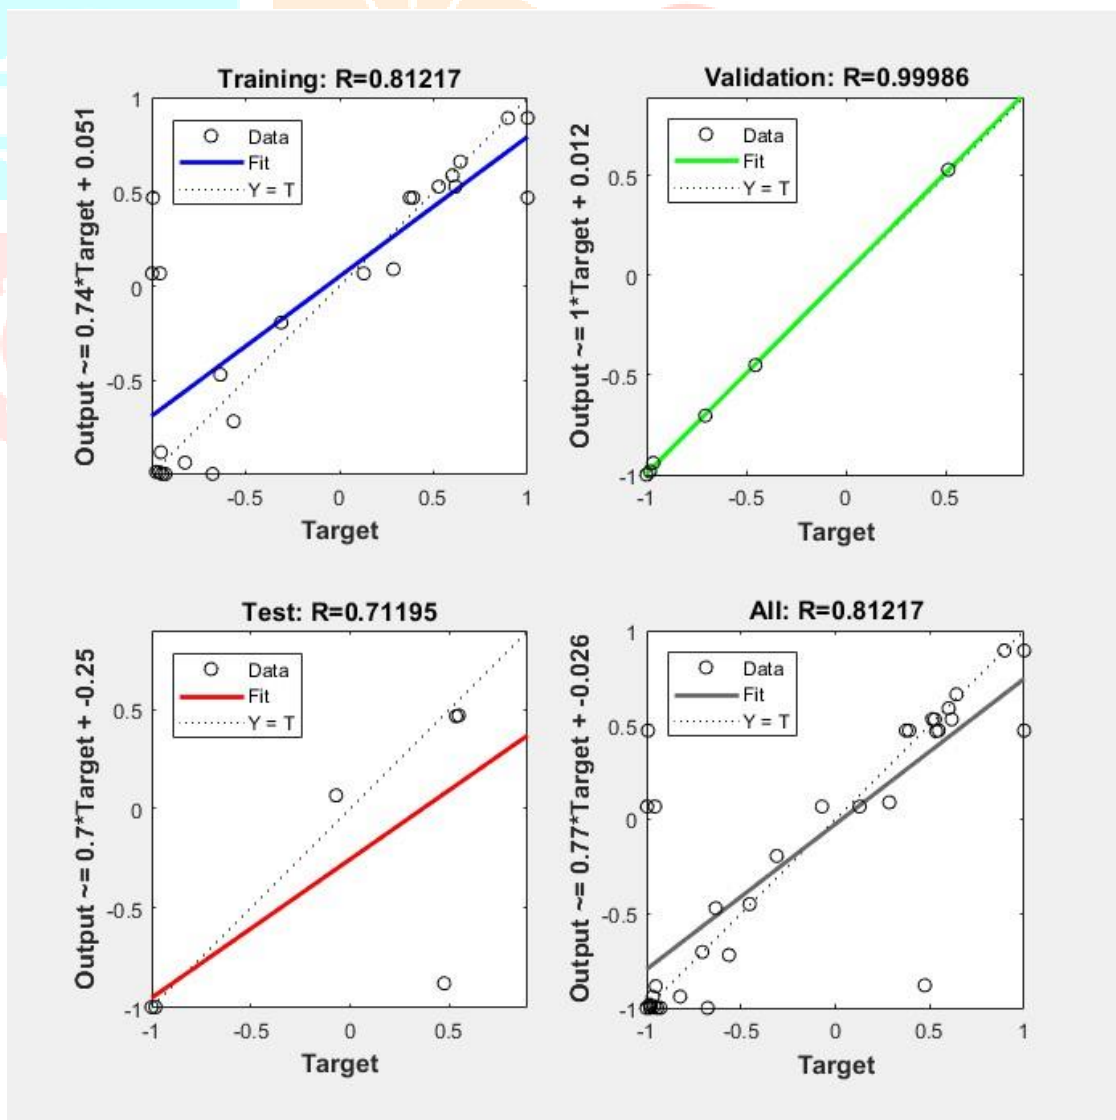 Training: R=0.81217
Output ~= 0.74*Target + 0.051
1
0.5
0
-0.5
Data
Fit
Y = T
-0.5
0
0.5
1
Target
Validation: R=0.99986
Output ~= 1*Target + 0.012
0.5
0
-0.5
-1
Data
Fit
Y = T
-1
-0.5
0
0.5
Target
Test: R=0.71195
Output ~= 0.7*Target + -0.25
0.5
0
-0.5
-1
Data
Fit
Y = T
-1
-0.5
0
0.5
Target
All: R=0.81217
Output ~= 0.77*Target + -0.026
1
0.5
0
-0.5
-1
Data
Fit
Y = T
-1
-0.5
0
0.5
1
Target